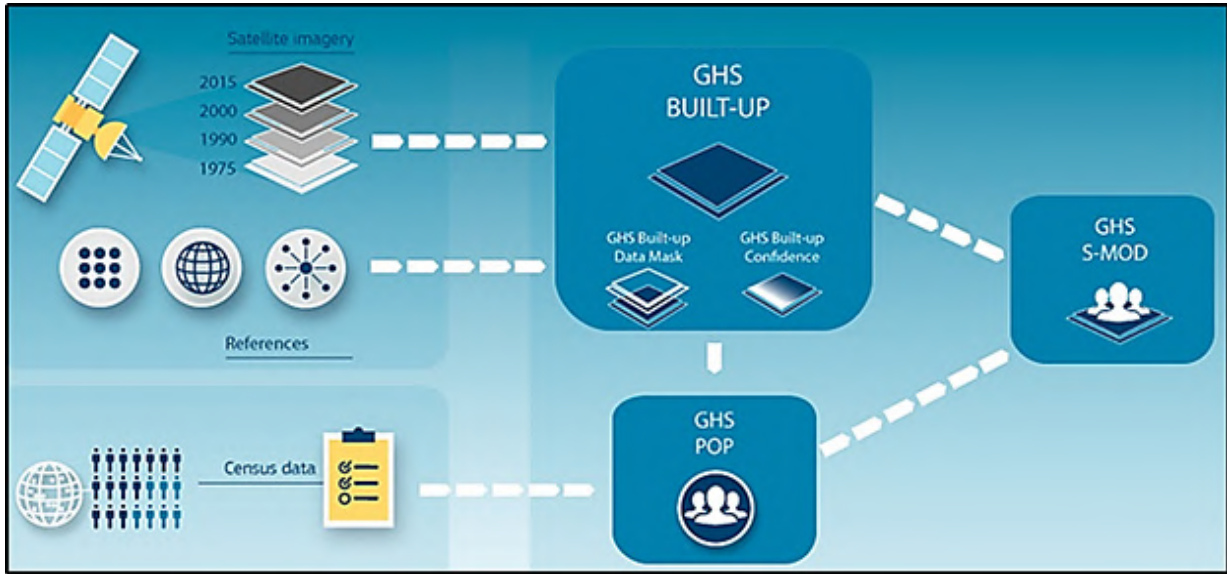 Satellite imagery
2015
2000
1990
1975
References
Census data
GHS
BUILT-UP
GHS Built-up
Data Mask
GHS Built-up
Confidence
GHS
POP
GHS
S-MOD